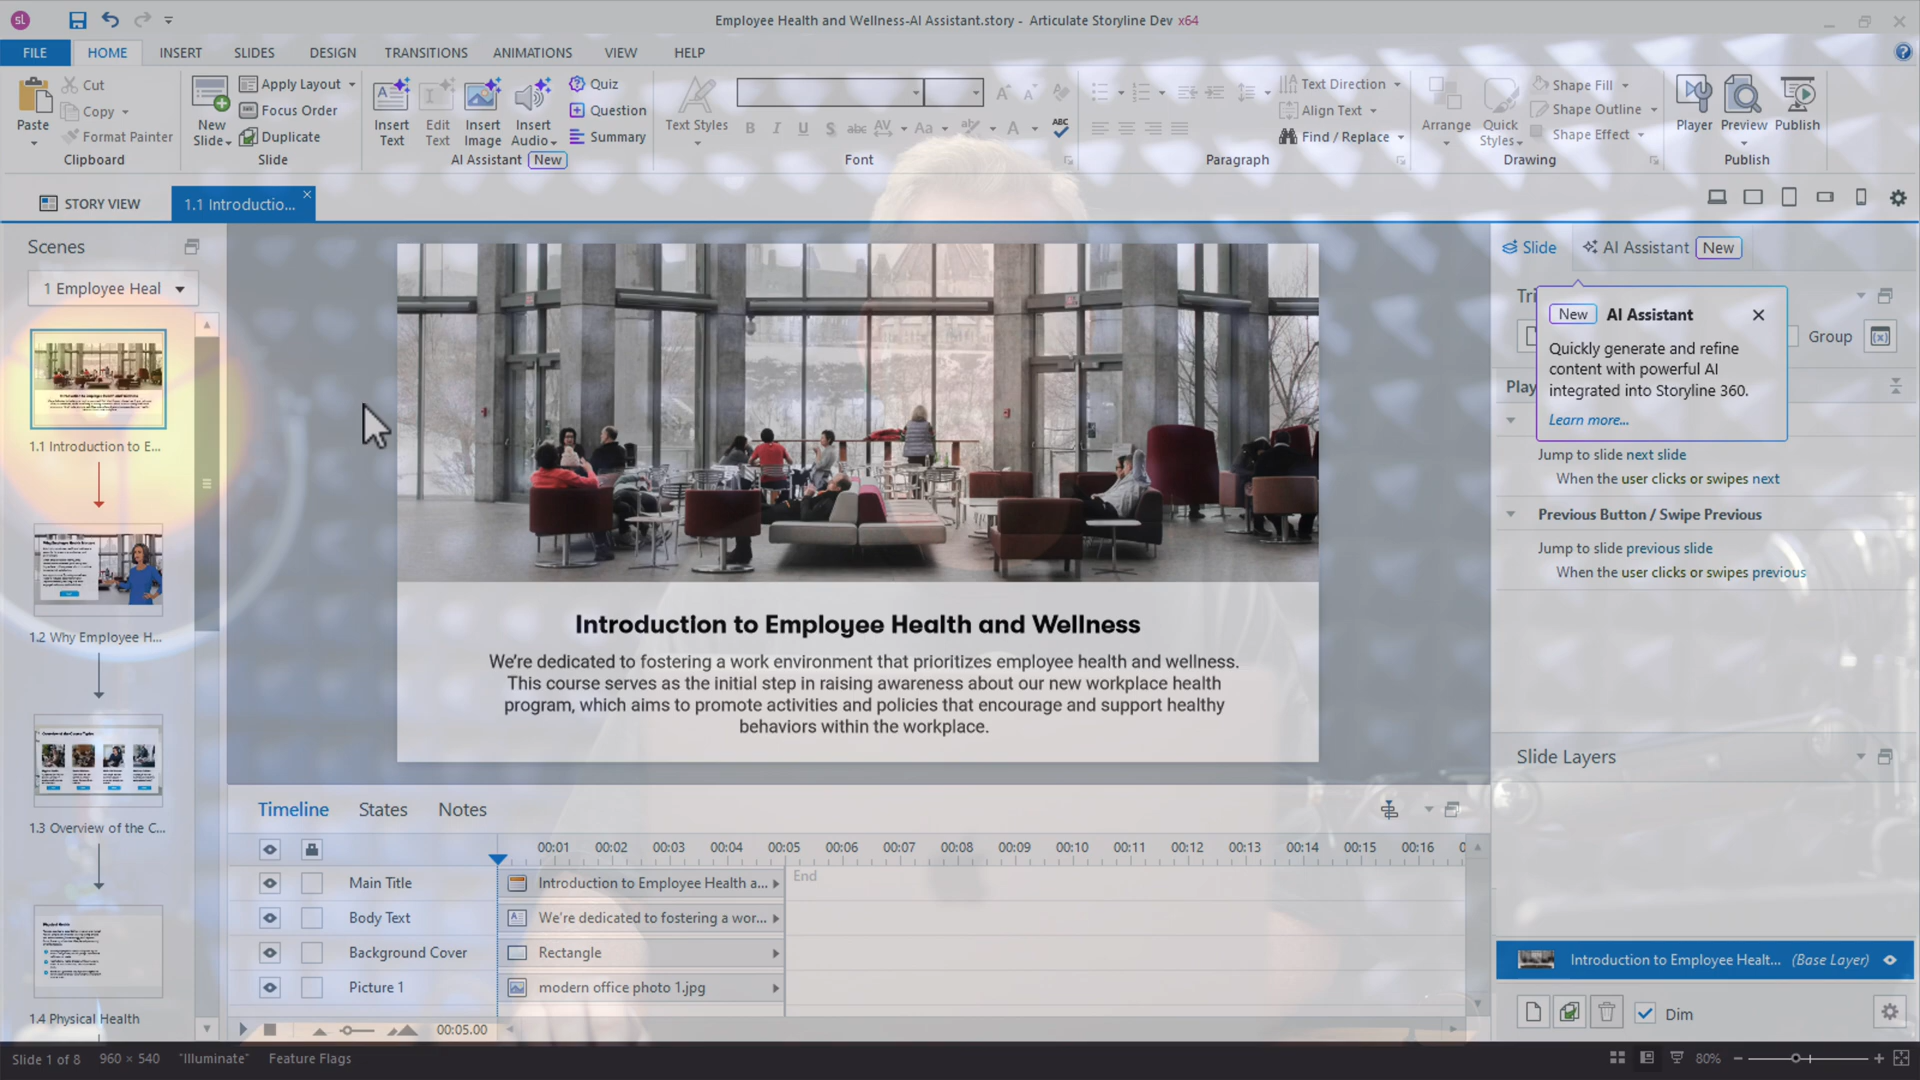 sl
Employee Health and Wellness-AI Assistant.story - Articulate Storyline Dev x64
FILE HOME INSERT SLIDES DESIGN TRANSITIONS ANIMATIONS VIEW HELP
Cut Copy Format Painter
Paste
Clipboard
New Slide
Apply Layout
Focus Order
Duplicate
Slide
Insert Text
Edit Text
Insert Image
Insert Audio
Quiz
Question
Summary
AI Assistant New
Text Styles
B I U S abc AV Aa A ABC
Font
Text Direction
Align Text
Find / Replace
Paragraph
Arrange
Quick Styles
Shape Fill
Shape Outline
Shape Effect
Drawing
Player Preview Publish
Publish
STORY VIEW
1.1 Introductio...
Scenes
1 Employee Heal
1.1 Introduction to E...
1.2 Why Employee H...
1.3 Overview of the C...
1.4 Physical Health
Introduction to Employee Health and Wellness
We're dedicated to fostering a work environment that prioritizes employee health and wellness.
This course serves as the initial step in raising awareness about our new workplace health
program, which aims to promote activities and policies that encourage and support healthy
behaviors within the workplace.
Slide AI Assistant New
Tri
New AI Assistant
Quickly generate and refine
content with powerful AI
integrated into Storyline 360.
Learn more...
Group
Play
Jump to slide next slide
When the user clicks or swipes next
Previous Button / Swipe Previous
Jump to slide previous slide
When the user clicks or swipes previous
Slide Layers
Introduction to Employee Healt... (Base Layer)
Dim
Timeline States Notes
00:01 00:02 00:03 00:04 00:05 00:06 00:07 00:08 00:09 00:10 00:11 00:12 00:13 00:14 00:15 00:16
Main Title Introduction to Employee Health a... End
Body Text We're dedicated to fostering a wor...
Background Cover Rectangle
Picture 1 modern office photo 1.jpg
00:05.00
Slide 1 of 8 960 × 540 "Illuminate" Feature Flags 80%